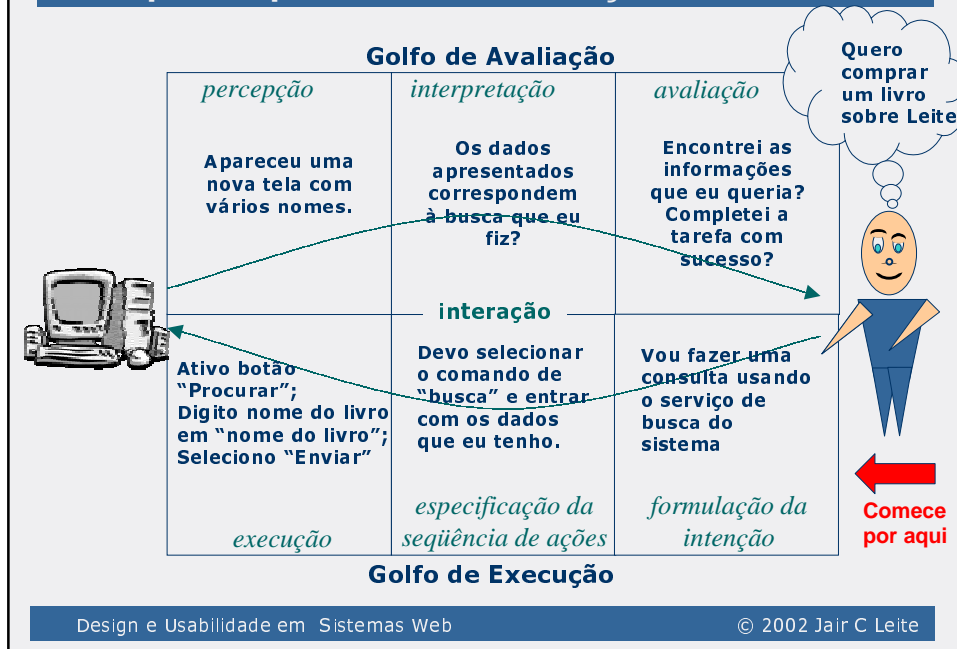 Golfo de Avaliação
Quero
comprar
um livro
sobre Leite
percepção
interpretação
avaliação
Apareceu uma
nova tela com
vários nomes.
Os dados
apresentados
correspondem
à busca que eu
fiz?
Encontrei as
informações
que eu queria?
Completei a
tarefa com
sucesso?
interação
Ativo botão
“Procurar”;
Digito nome do livro
em “nome do livro”;
Seleciono “Enviar”
Devo selecionar
o comando de
“busca” e entrar
com os dados
que eu tenho.
Vou fazer uma
consulta usando
o serviço de
busca do
sistema
execução
especificação da
seqüência de ações
formulação da
intenção
Comece
por aqui
Golfo de Execução
Design e Usabilidade em Sistemas Web
© 2002 Jair C Leite